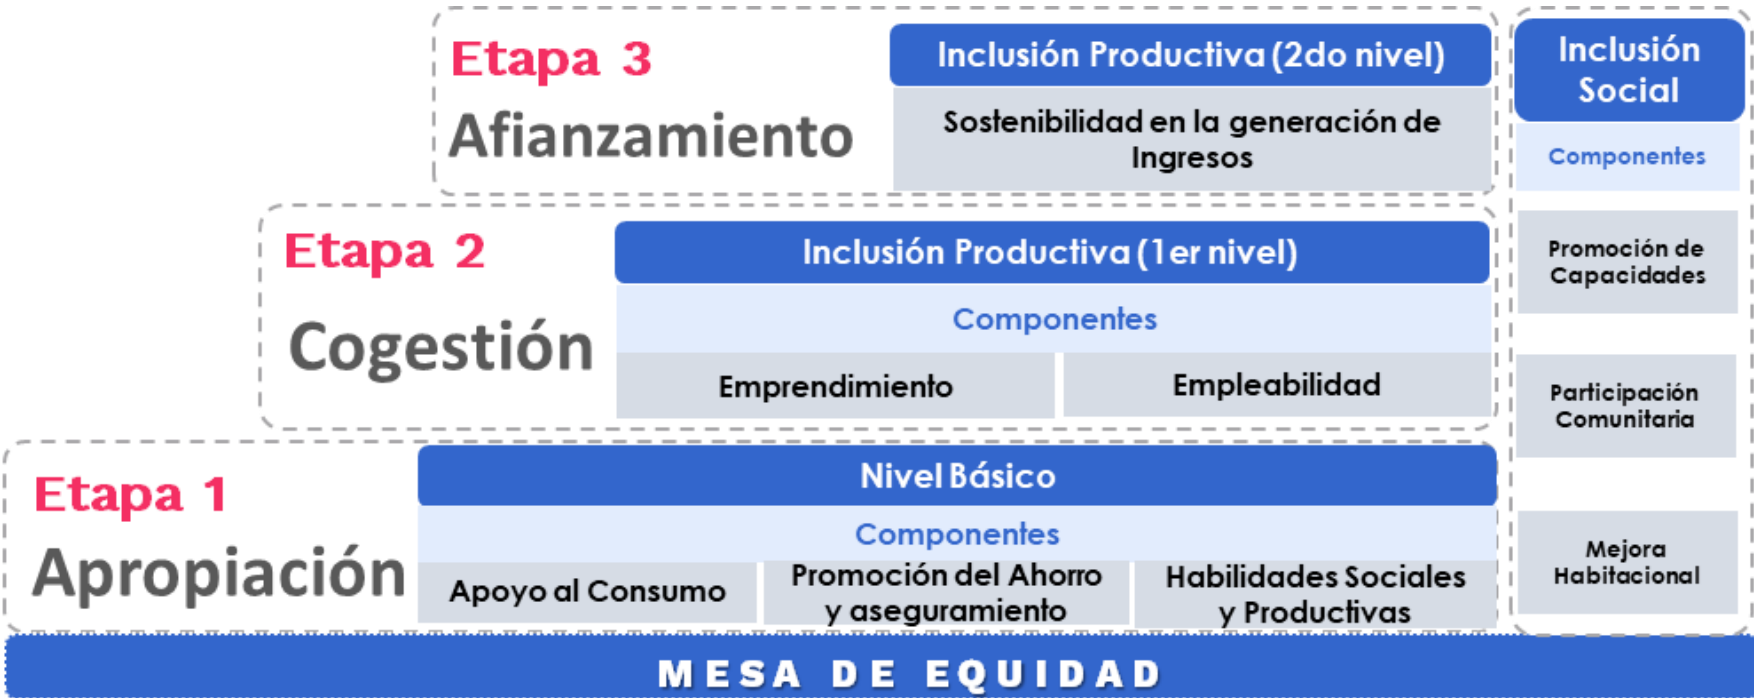 Etapa 3
Afianzamiento
Inclusión Productiva (2do nivel)
Sostenibilidad en la generación de
Ingresos
Etapa 2
Cogestión
Inclusión Productiva (1er nivel)
Componentes
Emprendimiento
Empleabilidad
Etapa 1
Apropiación
Nivel Básico
Componentes
Apoyo al Consumo
Promoción del Ahorro
y aseguramiento
Habilidades Sociales
y Productivas
Inclusión
Social
Componentes
Promoción de
Capacidades
Participación
Comunitaria
Mejora
Habitacional
MESA DE EQUIDAD